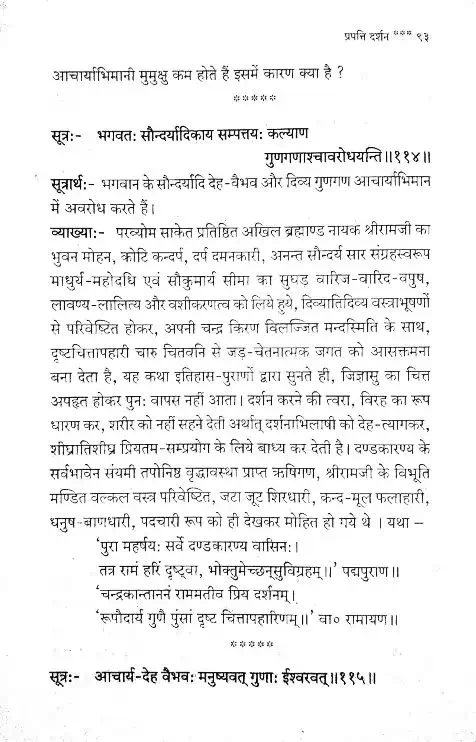 प्रपत्ति दर्शन *** ९३
आचार्याभिमानी मुमुक्षु कम होते हैं इसमें कारण क्या है ?
*****
सूत्र:- भगवत: सौन्दर्यादिकाय सम्पत्तय: कल्याण
गुणगणाश्चावरोधयन्ति॥११४॥
सूत्रार्थ:- भगवान के सौन्दर्यादि देह-वैभव और दिव्य गुणगण आचार्याभिमान
में अवरोध करते हैं।
व्याख्या:- परव्योम साकेत प्रतिष्ठित अखिल ब्रह्माण्ड नायक श्रीरामजी का
भुवन मोहन, कोटि कन्दर्प, दर्प दमनकारी, अनन्त सौन्दर्य सार संग्रहस्वरूप
माधुर्य-महोदधि एवं सौकुमार्य सीमा का सुघड़ वारिज-वारिद-वपुष,
लावण्य-लालित्य और वशीकरणत्व को लिये हुये, दिव्यातिदिव्य वस्त्राभूषणों
से परिवेष्टित होकर, अपनी चन्द्र किरण विलज्जित मन्दस्मिति के साथ,
दृष्टचित्तापहारी चारु चितवनि से जड़-चेतनात्मक जगत को आसक्तमना
बना देता है, यह कथा इतिहास-पुराणों द्वारा सुनते ही, जिज्ञासु का चित्त
अपहृत होकर पुन: वापस नहीं आता। दर्शन करने की त्वरा, विरह का रूप
धारण कर, शरीर को नहीं सहने देती अर्थात् दर्शनाभिलाषी को देह-त्यागकर,
शीघ्रातिशीघ्र प्रियतम-सम्प्रयोग के लिये बाध्य कर देती है। दण्डकारण्य के
सर्वभावेन संयमी तपोनिष्ठ वृद्धावस्था प्राप्त ऋषिगण, श्रीरामजी के विभूति
मण्डित वल्कल वस्त्र परिवेष्टित, जटा जूट शिरधारी, कन्द-मूल फलाहारी,
धनुष-बाणधारी, पदचारी रूप को ही देखकर मोहित हो गये थे । यथा –
'पुरा महर्षय: सर्वे दण्डकारण्य वासिन:।
तत्र रामं हरिं दृष्ट्वा, भोक्तुमेच्छन्सुविग्रहम्॥' पद्मपुराण॥
'चन्द्रकान्ताननं राममतीव प्रिय दर्शनम्।
'रूपौदार्य गुणै पुंसां दृष्ट चित्तापहारिणम्॥' वा० रामायण॥
*****
सूत्र:- आचार्य-देह वैभव: मनुष्यवत् गुणा: ईश्वरवत्॥११५॥